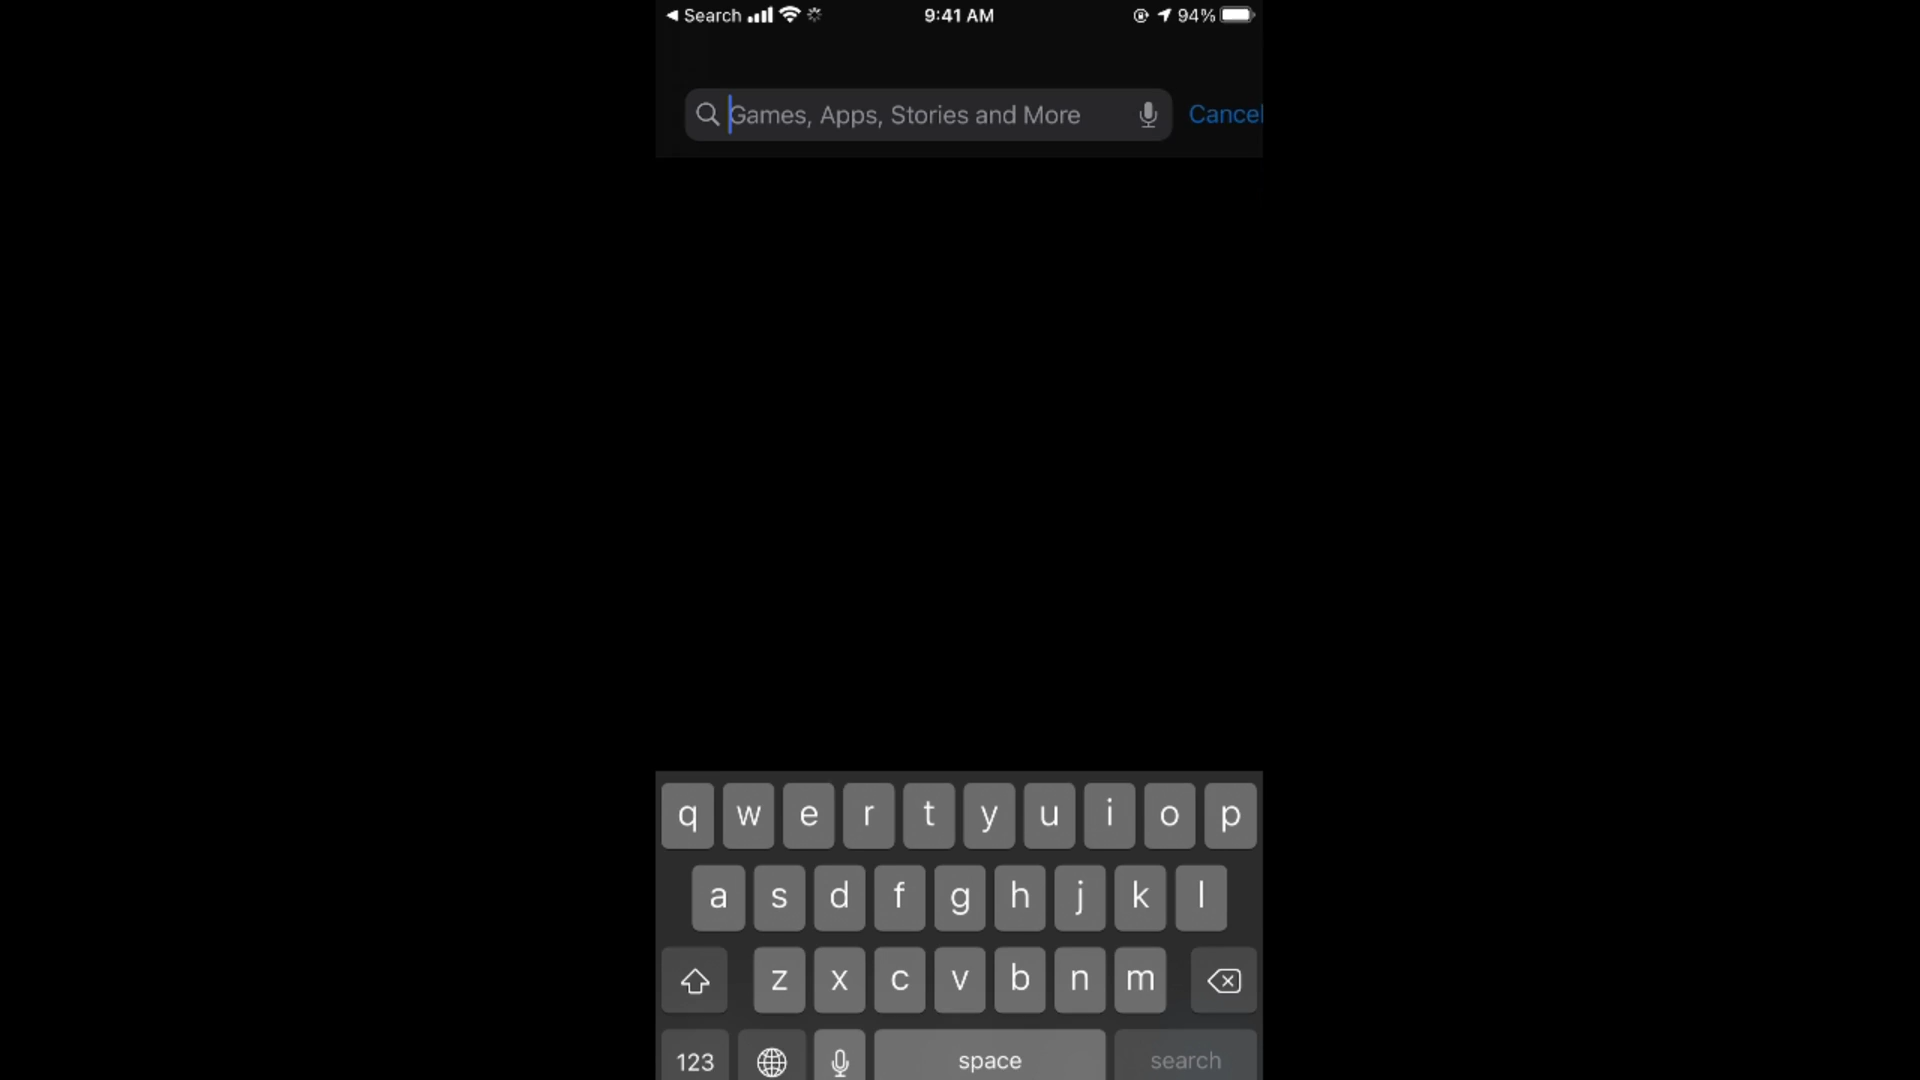 Search 9:41 AM 94%
Games, Apps, Stories and More Cancel
q w e r t y u i o p
a s d f g h j k l
z x c v b n m
123 space search